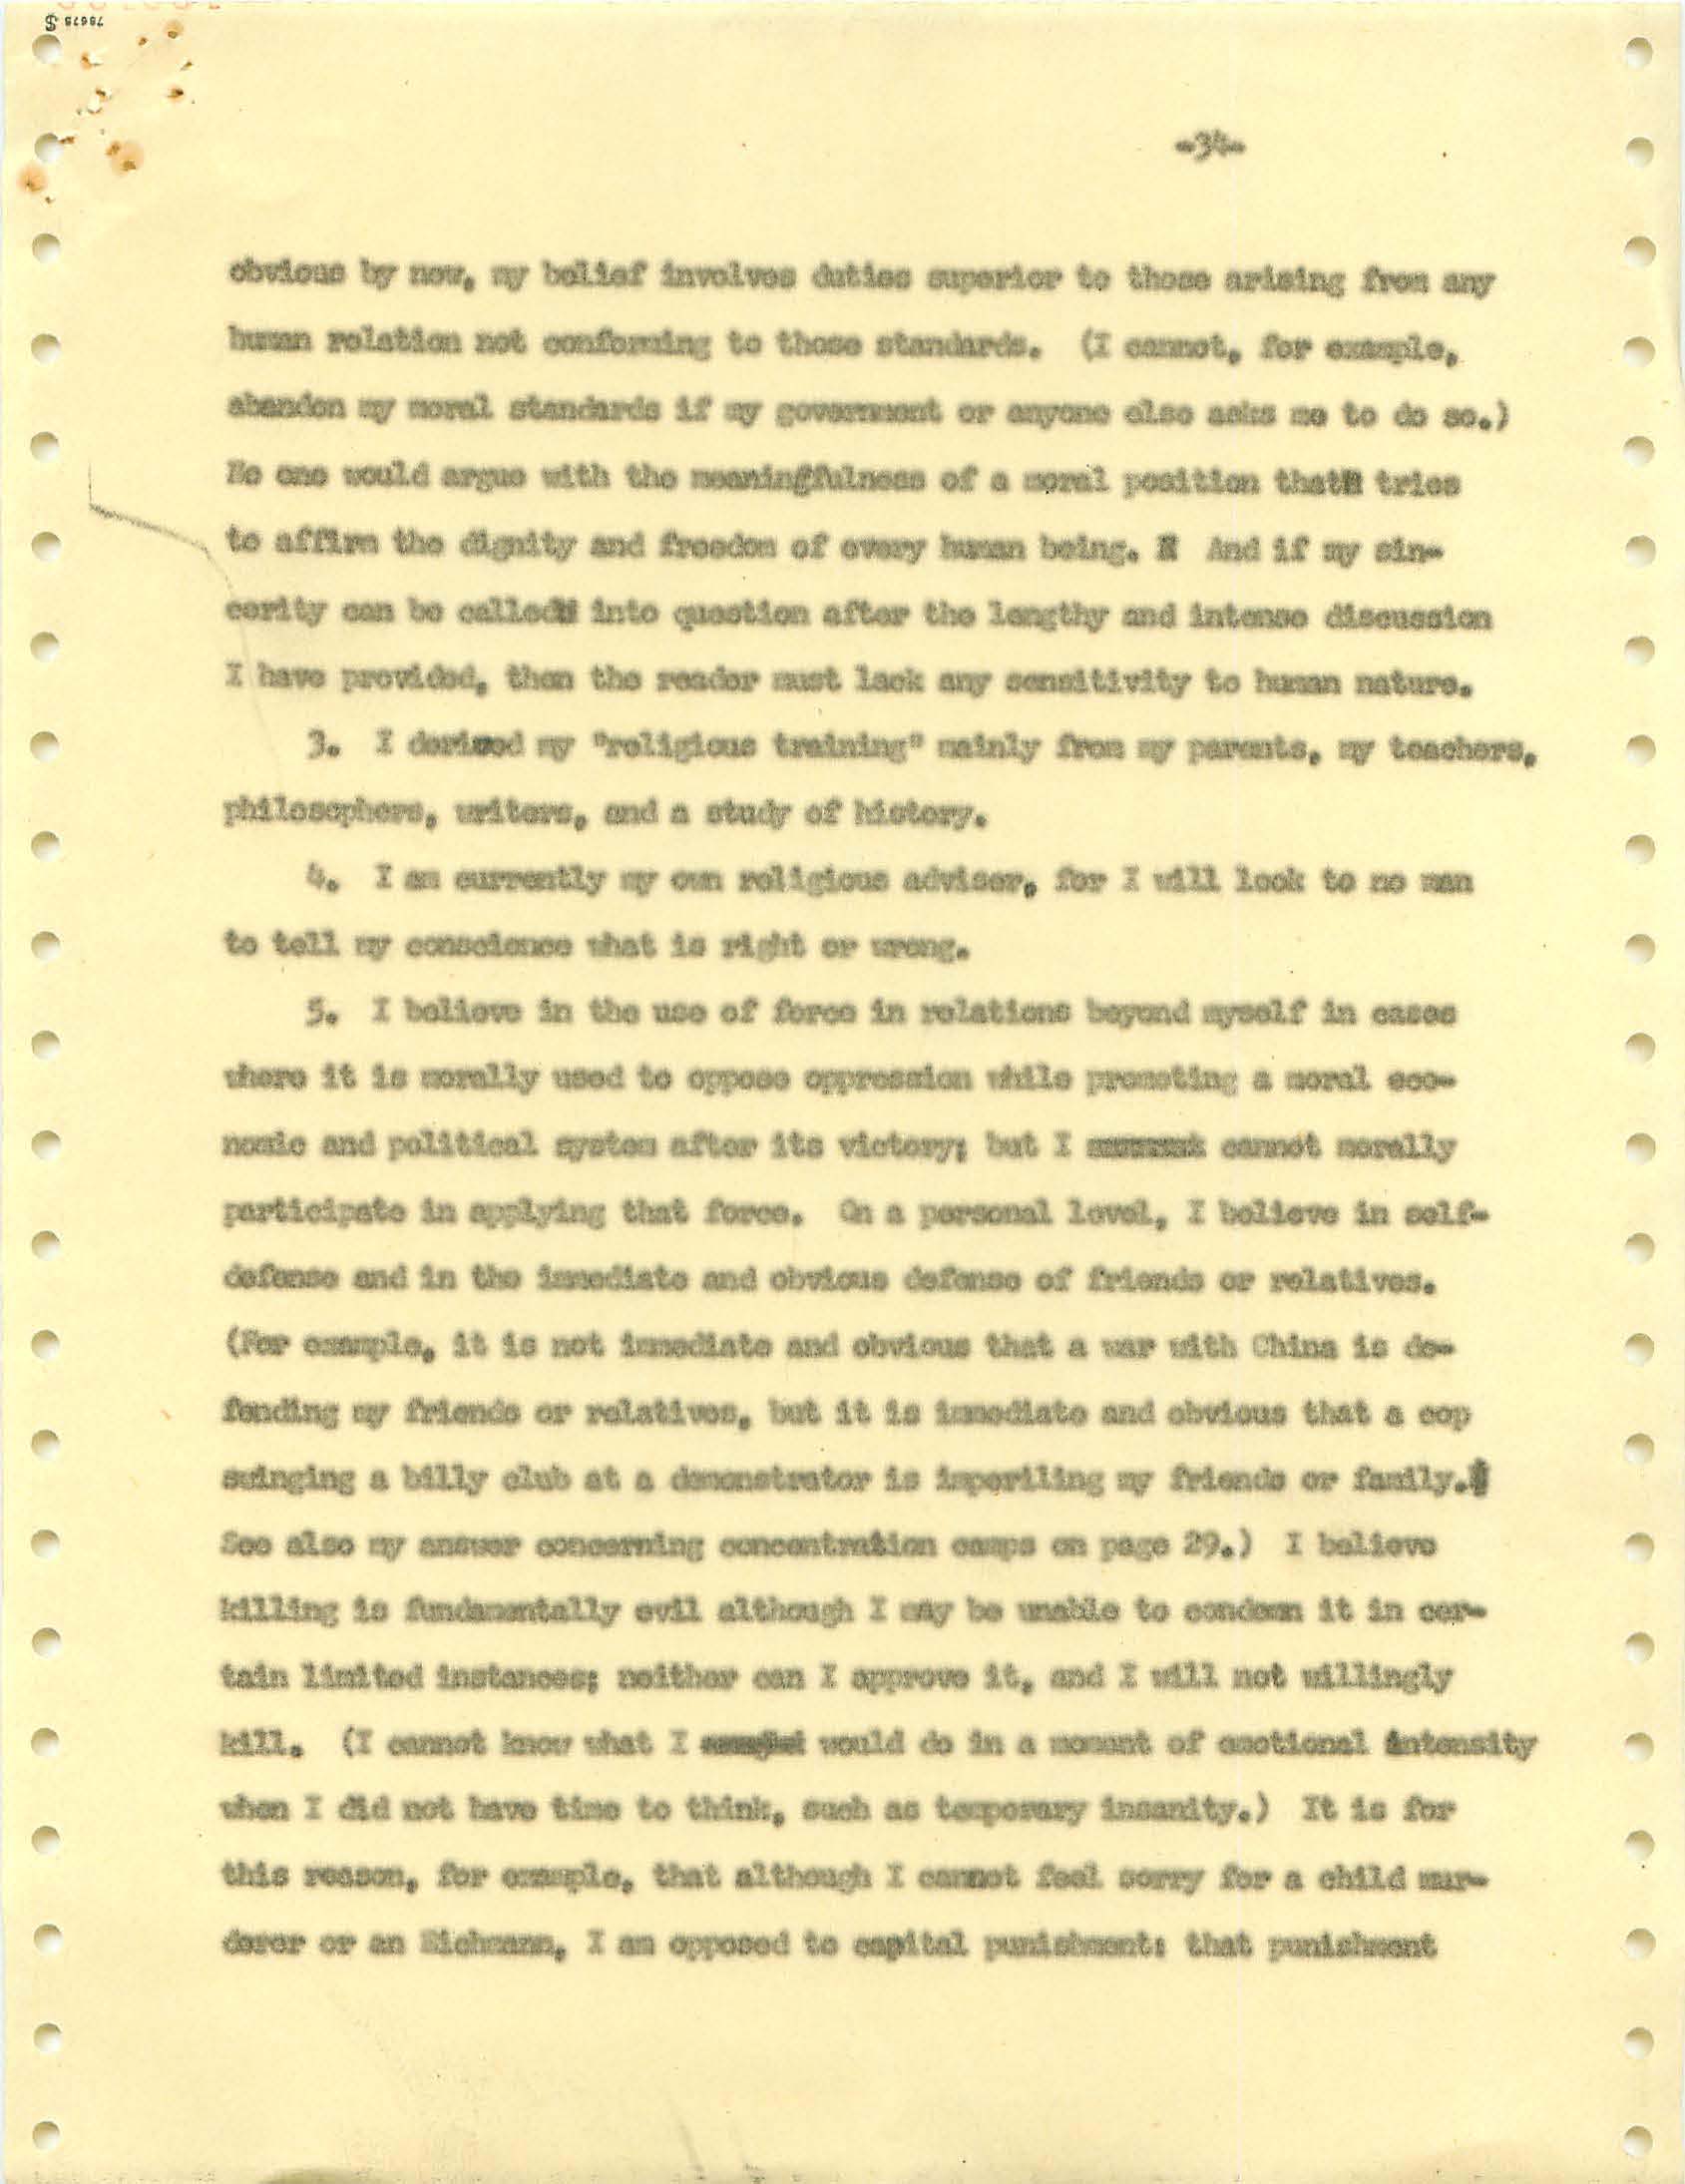 78675 $
-34-
obvious by now, my belief involves duties superior to those arising from any
human relation not conforming to those standards. (I cannot, for example,
abandon my moral standards if my government or anyone else asks me to do so.)
No one would argue with the meaningfulness of a moral position that tries
to affirm the dignity and freedom of every human being. And if my sin-
cerity can be called into question after the lengthy and intense discussion
I have provided, then the reader must lack any sensitivity to human nature.
3. I derived my "religious training" mainly from my parents, my teachers,
philosophers, writers, and a study of history.
4. I am currently my own religious adviser, for I will look to no man
to tell my conscience what is right or wrong.
5. I believe in the use of force in relations beyond myself in cases
where it is morally used to oppose oppression while promoting a moral eco-
nomic and political system after its victory; but I cannot morally
participate in applying that force. On a personal level, I believe in self-
defense and in the immediate and obvious defense of friends or relatives.
(For example, it is not immediate and obvious that a war with China is de-
fending my friends or relatives, but it is immediate and obvious that a cop
swinging a billy club at a demonstrator is imperiling my friends or family.
See also my answer concerning concentration camps on page 29.) I believe
killing is fundamentally evil although I may be unable to condemn it in cer-
tain limited instances; neither can I approve it, and I will not willingly
kill. (I cannot know what I would do in a moment of emotional intensity
when I did not have time to think, such as temporary insanity.) It is for
this reason, for example, that although I cannot feel sorry for a child mur-
derer or an Eichmann, I am opposed to capital punishment: that punishment